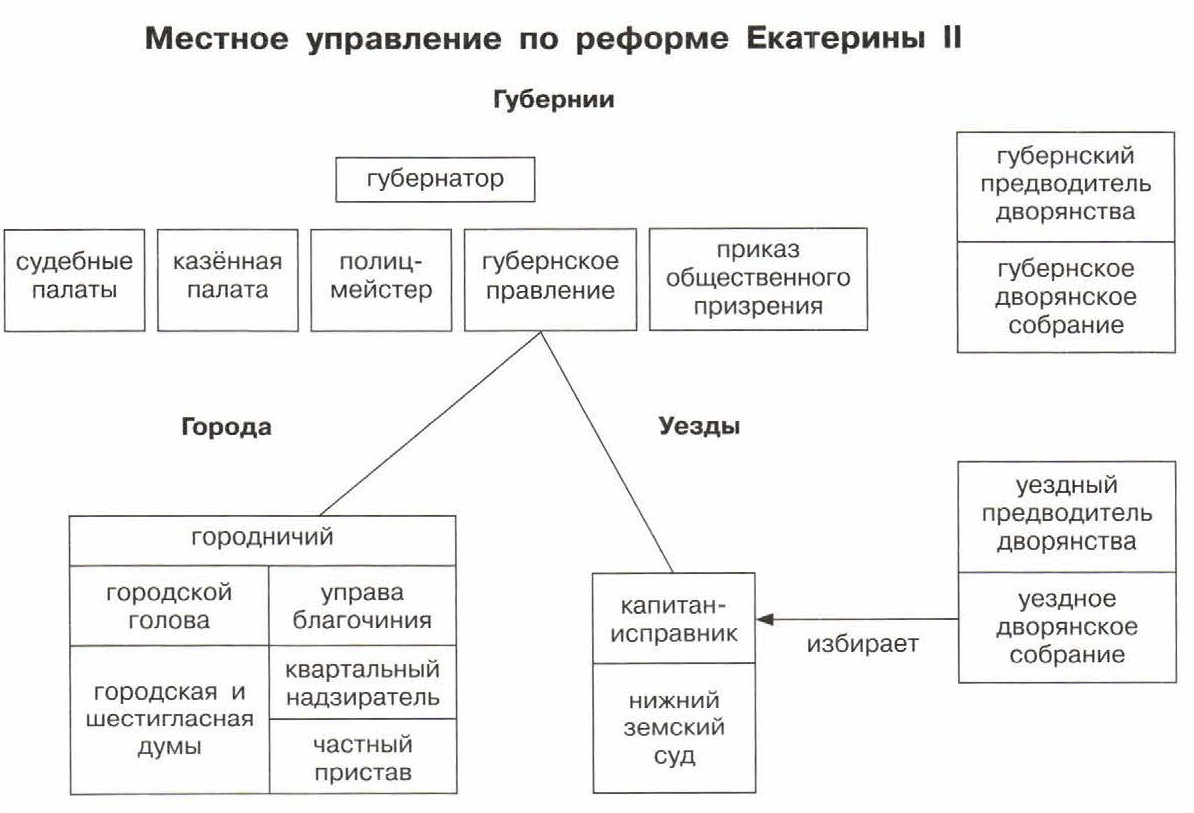 Местное управление по реформе Екатерины II
Губернии
губернатор
судебные
палаты
казённая
палата
полиц-
мейстер
губернское
правление
приказ
общественного
призрения
губернский
предводитель
дворянства
губернское
дворянское
собрание
Города
Уезды
городничий
городской
голова
управа
благочиния
городская и
шестигласная
думы
квартальный
надзиратель
частный
пристав
капитан-
исправник
нижний
земский
суд
избирает
уездный
предводитель
дворянства
уездное
дворянское
собрание